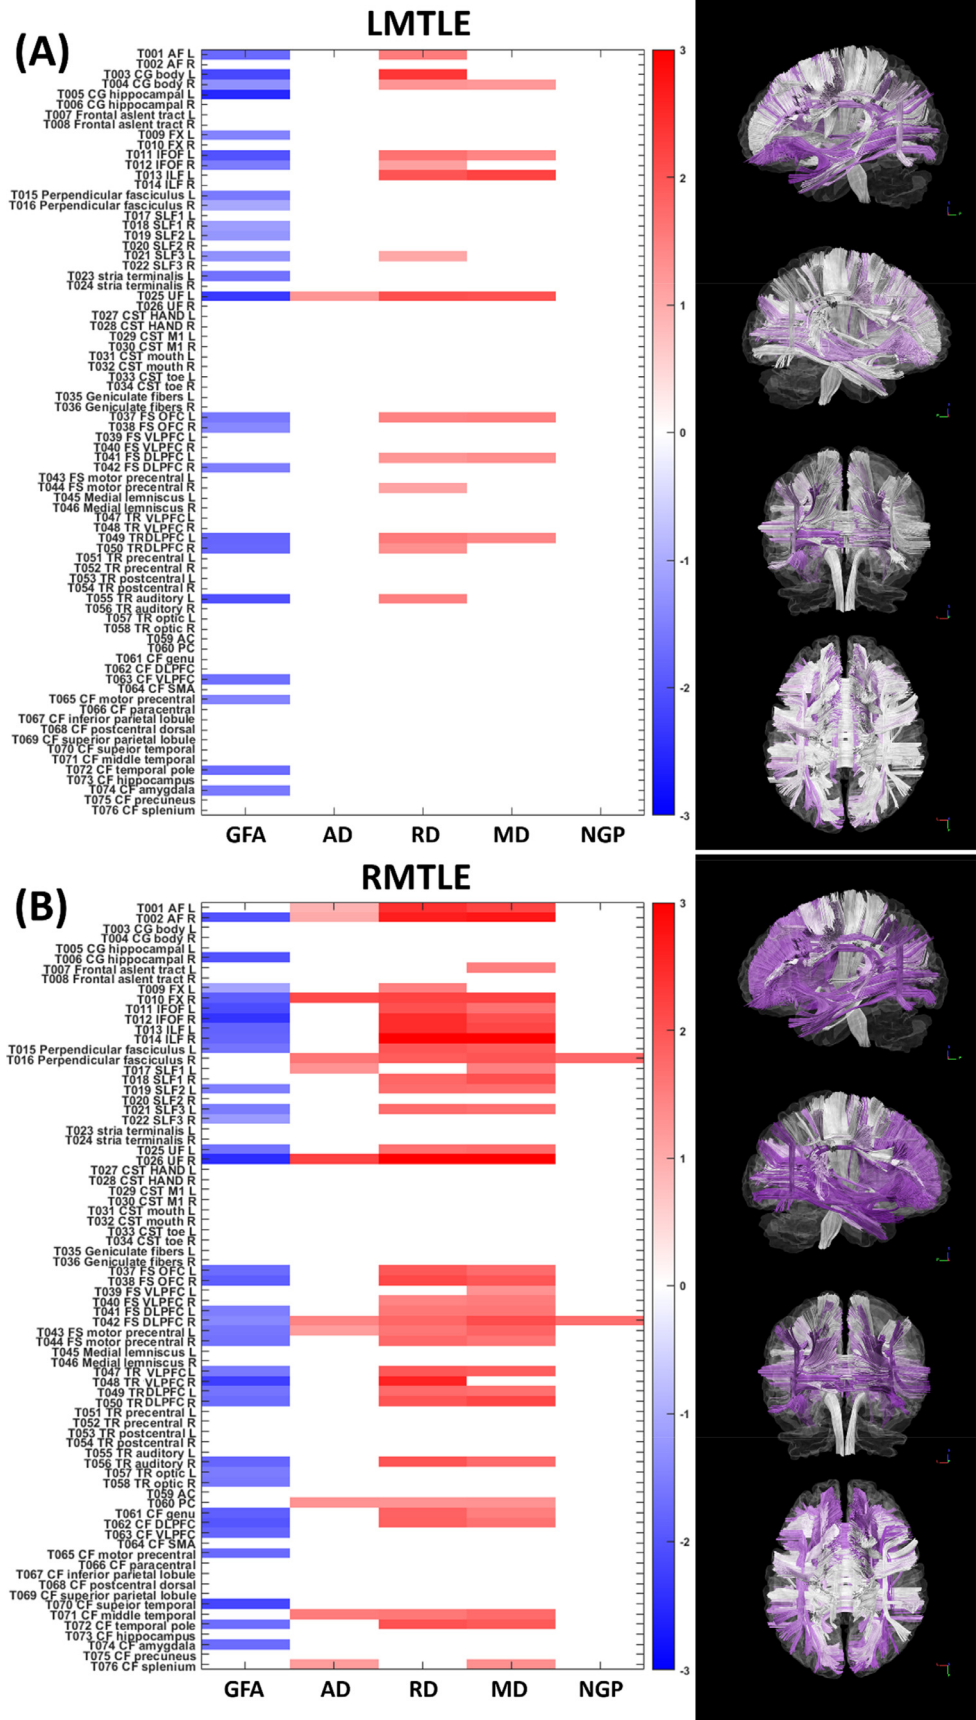 (A)
LMTLE
T001 AF L
T002 AF R
T003 CG body L
T004 CG body R
T005 CG hippocampal L
T006 CG hippocampal R
T007 Frontal aslent tract L
T008 Frontal aslent tract R
T009 FX L
T010 FX R
T011 IFOF L
T012 IFOF R
T013 ILF L
T014 ILF R
T015 Perpendicular fasciculus L
T016 Perpendicular fasciculus R
T017 SLF1 L
T018 SLF1 R
T019 SLF2 L
T020 SLF2 R
T021 SLF3 L
T022 SLF3 R
T023 stria terminalis L
T024 stria terminalis R
T025 UF L
T026 UF R
T027 CST HAND L
T028 CST HAND R
T029 CST M1 L
T030 CST M1 R
T031 CST mouth L
T032 CST mouth R
T033 CST toe L
T034 CST toe R
T035 Geniculate fibers L
T036 Geniculate fibers R
T037 FS OFC L
T038 FS OFC R
T039 FS VLPFC L
T040 FS VLPFC R
T041 FS DLPFC L
T042 FS DLPFC R
T043 FS motor precentral L
T044 FS motor precentral R
T045 Medial lemniscus L
T046 Medial lemniscus R
T047 TR VLPFC L
T048 TR VLPFC R
T049 TR DLPFC L
T050 TR DLPFC R
T051 TR precentral L
T052 TR precentral R
T053 TR postcentral L
T054 TR postcentral R
T055 TR auditory L
T056 TR auditory R
T057 TR optic L
T058 TR optic R
T059 AC
T060 PC
T061 CF genu
T062 CF DLPFC
T063 CF VLPFC
T064 CF SMA
T065 CF motor precentral
T066 CF paracentral
T067 CF inferior parietal lobule
T068 CF postcentral dorsal
T069 CF superior parietal lobule
T070 CF supeior temporal
T071 CF middle temporal
T072 CF temporal pole
T073 CF hippocampus
T074 CF amygdala
T075 CF precuneus
T076 CF splenium
GFA AD RD MD NGP
3
2
1
0
-1
-2
-3
(B)
RMTLE
T001 AF L
T002 AF R
T003 CG body L
T004 CG body R
T005 CG hippocampal L
T006 CG hippocampal R
T007 Frontal aslent tract L
T008 Frontal aslent tract R
T009 FX L
T010 FX R
T011 IFOF L
T012 IFOF R
T013 ILF L
T014 ILF R
T015 Perpendicular fasciculus L
T016 Perpendicular fasciculus R
T017 SLF1 L
T018 SLF1 R
T019 SLF2 L
T020 SLF2 R
T021 SLF3 L
T022 SLF3 R
T023 stria terminalis L
T024 stria terminalis R
T025 UF L
T026 UF R
T027 CST HAND L
T028 CST HAND R
T029 CST M1 L
T030 CST M1 R
T031 CST mouth L
T032 CST mouth R
T033 CST toe L
T034 CST toe R
T035 Geniculate fibers L
T036 Geniculate fibers R
T037 FS OFC L
T038 FS OFC R
T039 FS VLPFC L
T040 FS VLPFC R
T041 FS DLPFC L
T042 FS DLPFC R
T043 FS motor precentral L
T044 FS motor precentral R
T045 Medial lemniscus L
T046 Medial lemniscus R
T047 TR VLPFC L
T048 TR VLPFC R
T049 TR DLPFC L
T050 TR DLPFC R
T051 TR precentral L
T052 TR precentral R
T053 TR postcentral L
T054 TR postcentral R
T055 TR auditory L
T056 TR auditory R
T057 TR optic L
T058 TR optic R
T059 AC
T060 PC
T061 CF genu
T062 CF DLPFC
T063 CF VLPFC
T064 CF SMA
T065 CF motor precentral
T066 CF paracentral
T067 CF inferior parietal lobule
T068 CF postcentral dorsal
T069 CF superior parietal lobule
T070 CF supeior temporal
T071 CF middle temporal
T072 CF temporal pole
T073 CF hippocampus
T074 CF amygdala
T075 CF precuneus
T076 CF splenium
GFA AD RD MD NGP
3
2
1
0
-1
-2
-3